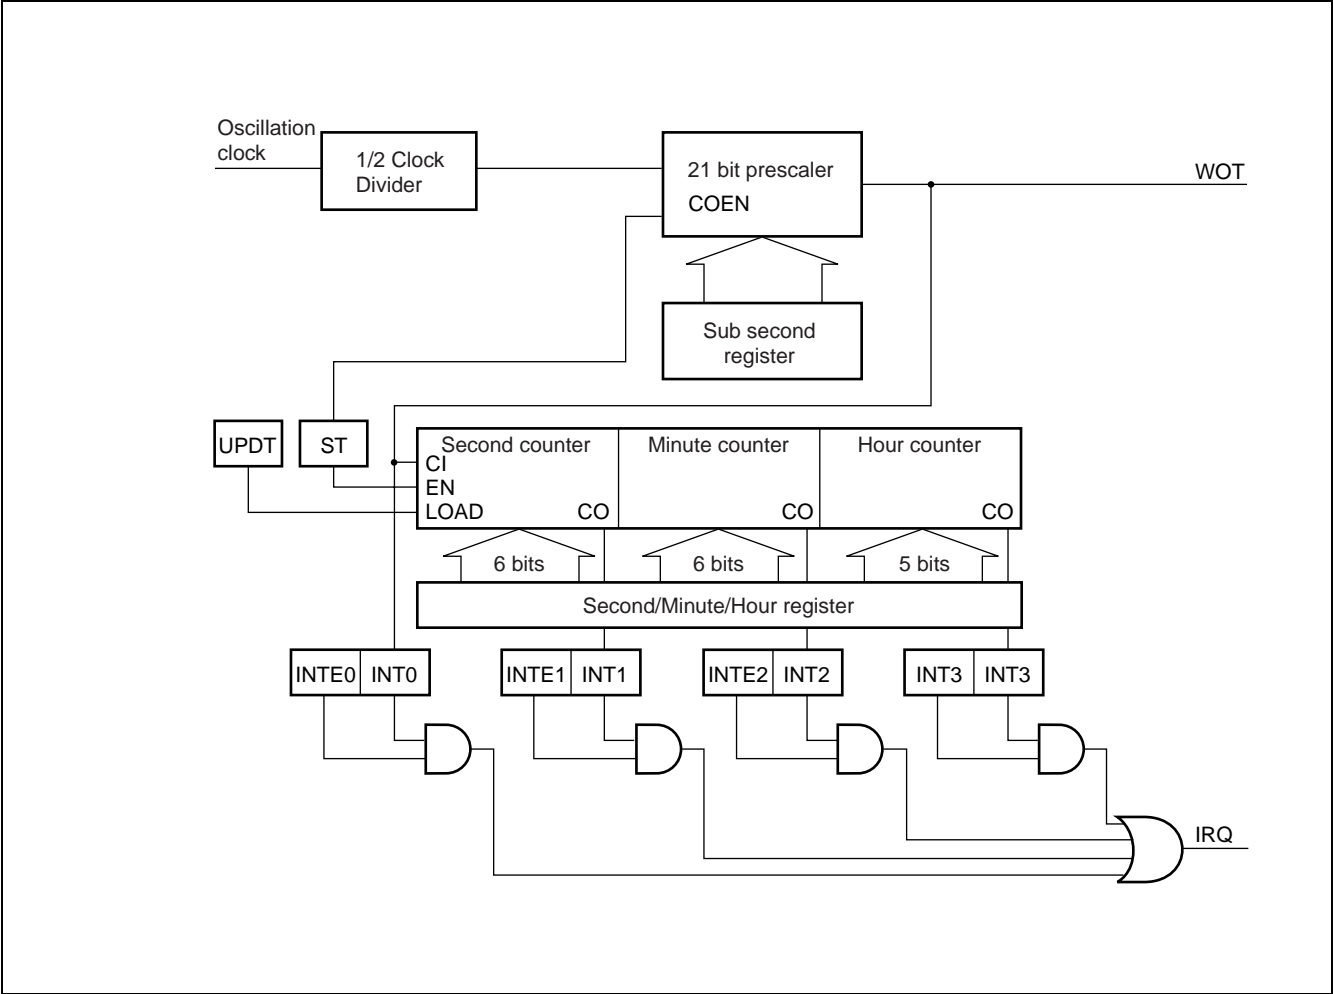 Oscillation
clock
1/2 Clock
Divider
21 bit prescaler
COEN
WOT
Sub second
register
UPDT
ST
Second counter
Minute counter
Hour counter
CI
EN
LOAD
CO
CO
CO
6 bits
6 bits
5 bits
Second/Minute/Hour register
INTE0
INT0
INTE1
INT1
INTE2
INT2
INT3
INT3
IRQ